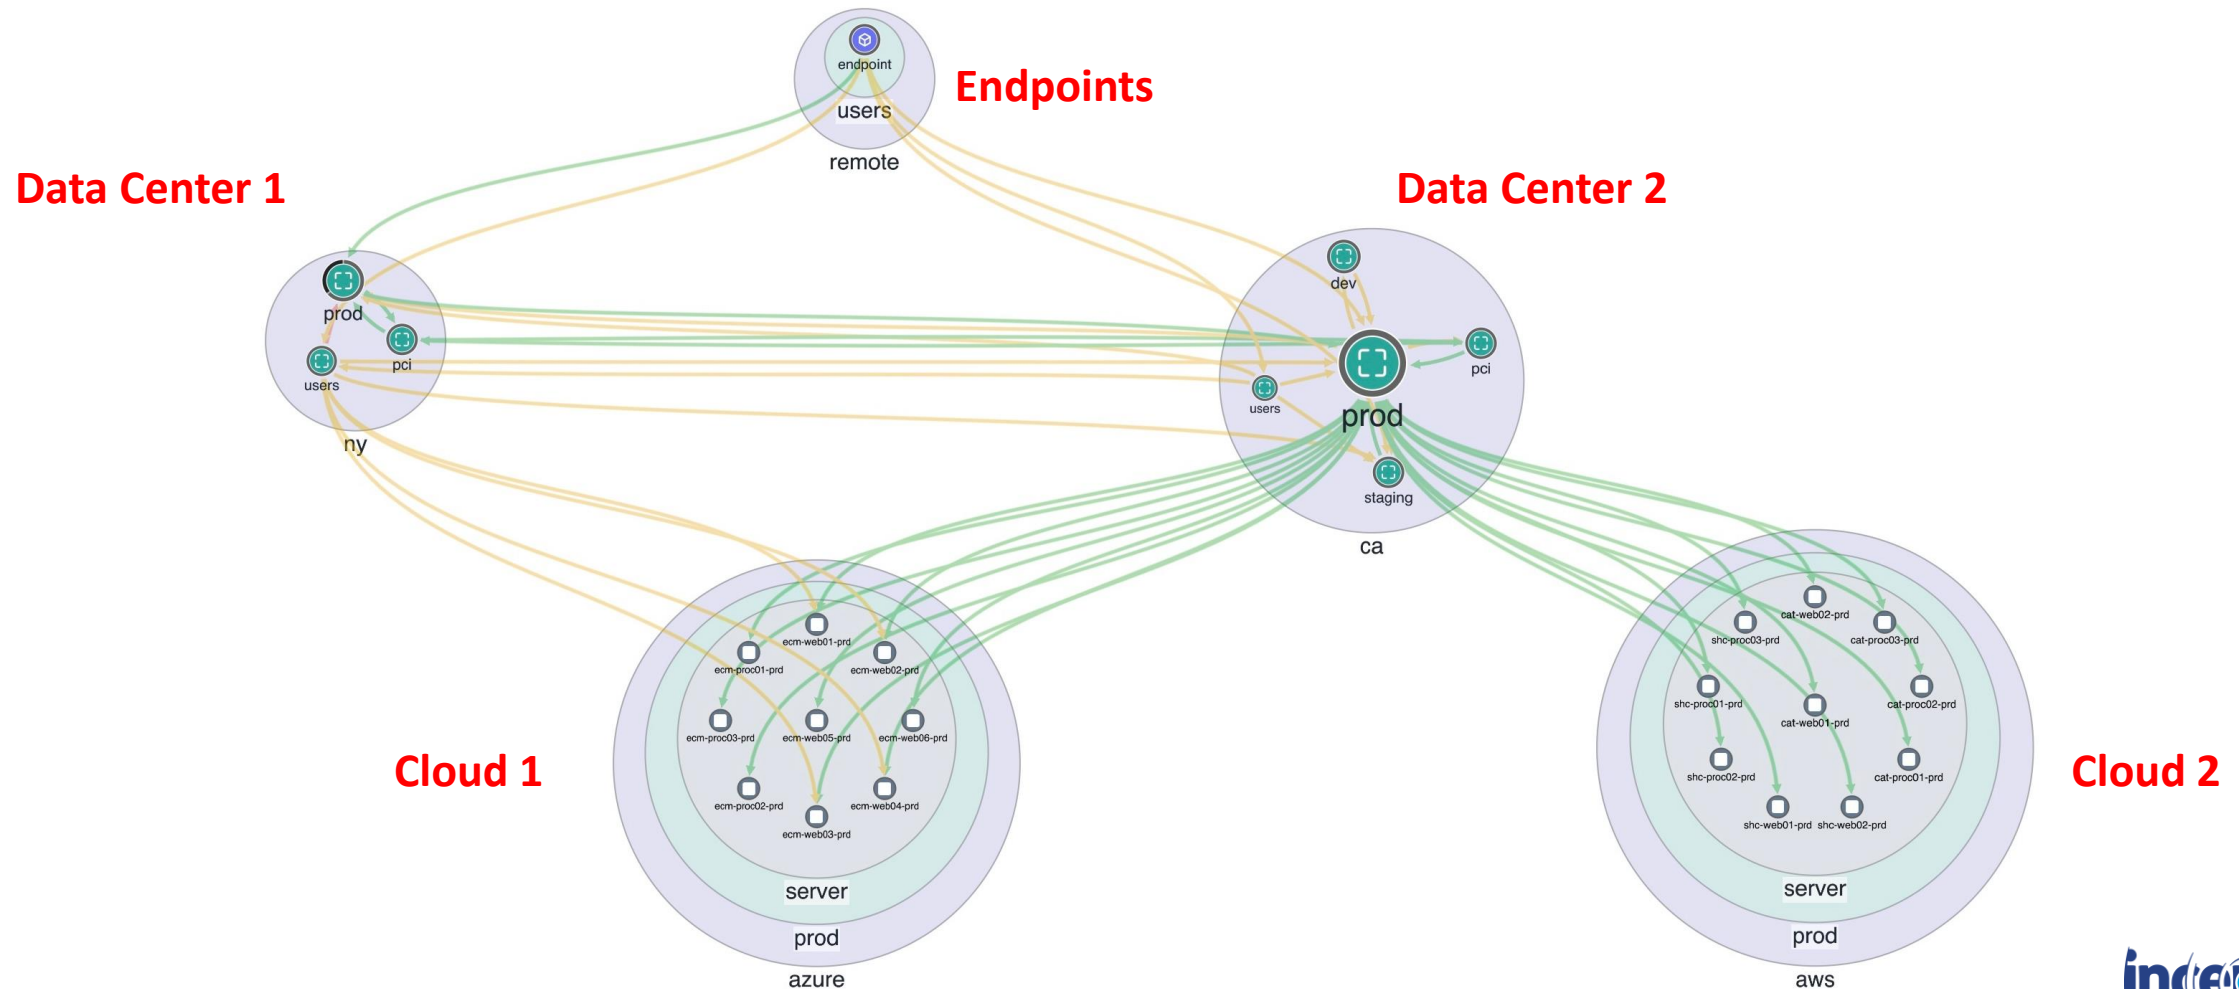 endpoint
Endpoints
users
remote
Data Center 1
Data Center 2
dev
prod
pci
pci
users
users
prod
ny
staging
ca
ecm-web01-prd
ecm-proc01-prd
ecm-web02-prd
ecm-proc03-prd
ecm-web05-prd
ecm-web06-prd
ecm-proc02-prd
ecm-web04-prd
ecm-web03-prd
server
prod
azure
Cloud 1
cat-web02-prd
shc-proc03-prd
cat-proc03-prd
shc-proc01-prd
cat-proc02-prd
cat-web01-prd
shc-proc02-prd
cat-proc01-prd
shc-web01-prd
shc-web02-prd
server
prod
aws
Cloud 2